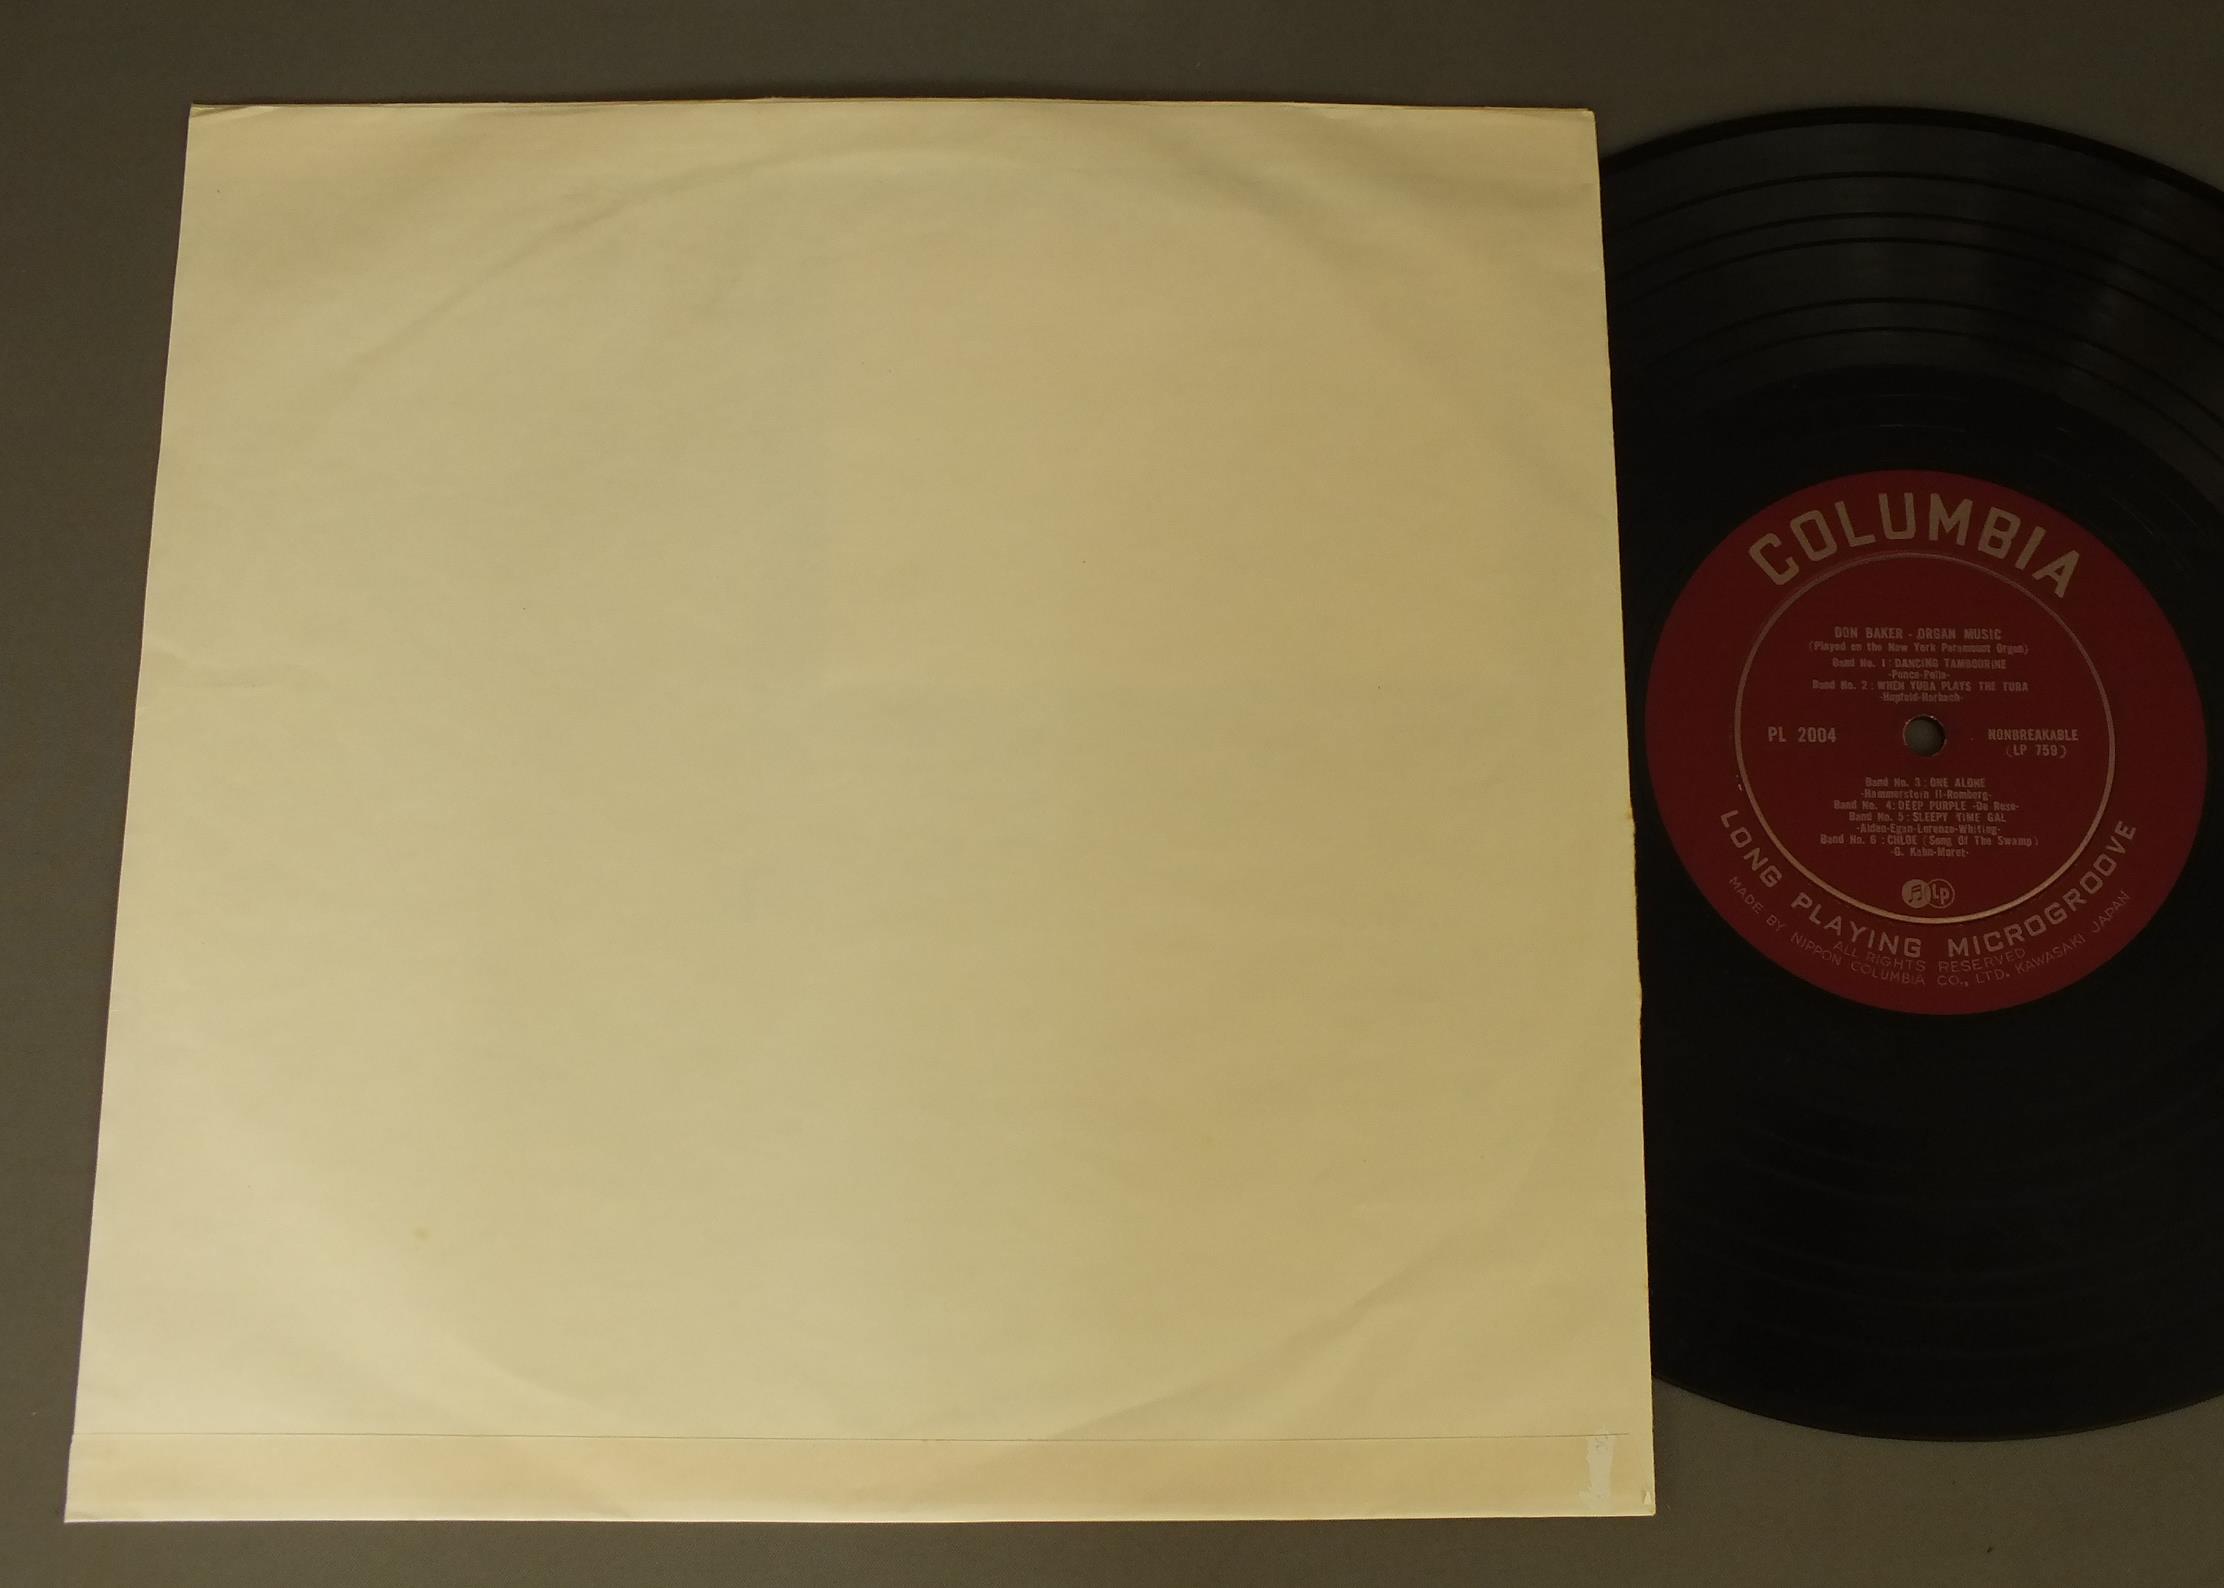 COLUMBIA
DON BAKER - ORGAN MUSIC
(Played on the New York Paramount Organ)
Band No. 1 : DANCING TAMBOURINE
-Ponce-Polla-
Band No. 2 : WHEN YUBA PLAYS THE TUBA
-Hupfeld-Harbach-
PL 2004
NONBREAKABLE
(LP 759)
Band No. 3 : ONE ALONE
-Hammerstein II-Romberg-
Band No. 4 : DEEP PURPLE -De Rose-
Band No. 5 : SLEEPY TIME GAL
-Alden-Egan-Lorenzo-Whiting-
Band No. 6 : CHLOE (Song Of The Swamp)
-G. Kahn-Moret-
LP
LONG PLAYING MICROGROOVE
ALL RIGHTS RESERVED
MADE BY NIPPON COLUMBIA CO., LTD. KAWASAKI JAPAN